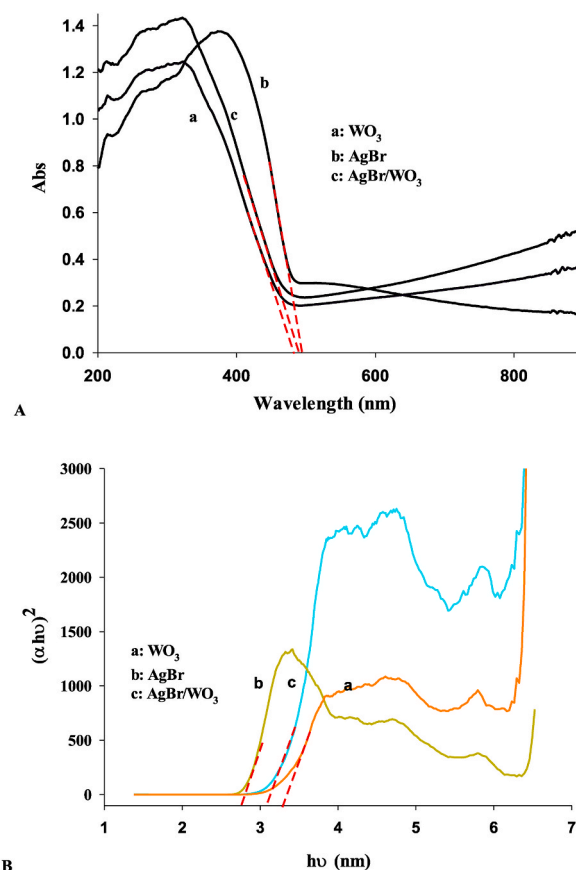 1.4
1.2
1.0
0.8
0.6
0.4
0.2
0.0
Abs
a
c
b
a: WO₃
b: AgBr
c: AgBr/WO₃
200 400 600 800
Wavelength (nm)
A
3000
2500
2000
1500
1000
500
0
(αhυ)²
a: WO₃
b: AgBr
c: AgBr/WO₃
b c a
1 2 3 4 5 6 7
hυ (nm)
B